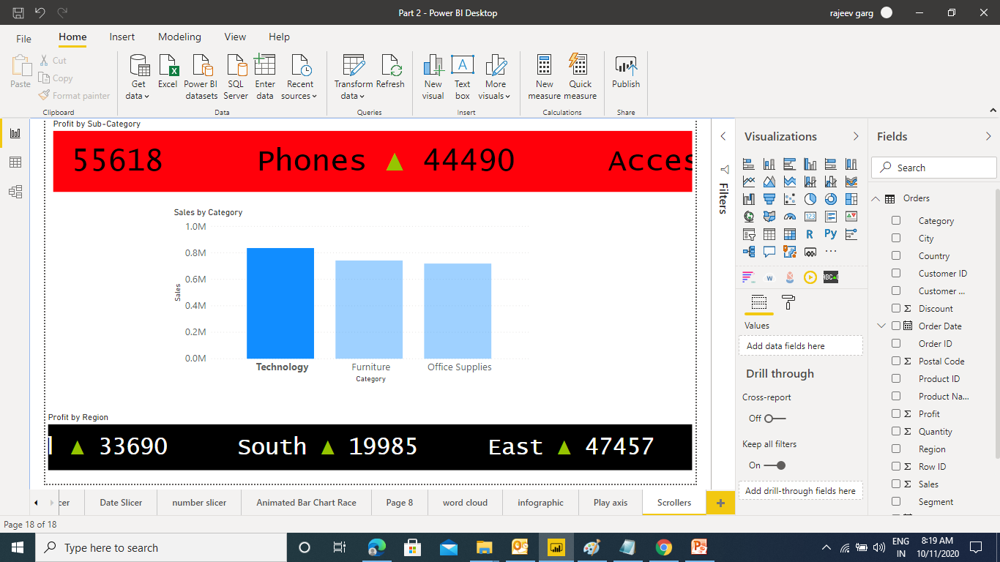 Part 2 - Power BI Desktop
rajeev garg
File Home Insert Modeling View Help
Paste
Cut
Copy
Format painter
Clipboard
Get data
Excel
Power BI datasets
SQL Server
Enter data
Recent sources
Data
Transform data
Refresh
Queries
New visual
Text box
More visuals
Insert
New measure
Quick measure
Calculations
Publish
Share
Profit by Sub-Category
55618 Phones ▲ 44490 Acces
Sales by Category
1.0M
0.8M
0.6M
0.4M
0.2M
0.0M
Sales
Technology Furniture Office Supplies
Category
Profit by Region
l ▲ 33690 South ▲ 19985 East ▲ 47457
Filters
Visualizations
123
R
Py
W
Values
Add data fields here
Drill through
Cross-report
Off
Keep all filters
On
Add drill-through fields here
Fields
Search
Orders
Category
City
Country
Customer ID
Customer ...
Σ Discount
Order Date
Order ID
Σ Postal Code
Product ID
Product Na...
Σ Profit
Σ Quantity
Region
Σ Row ID
Σ Sales
Segment
cer Date Slicer number slicer Animated Bar Chart Race Page 8 word cloud infographic Play axis Scrollers +
Page 18 of 18
Type here to search
ENG
IN
8:19 AM
10/11/2020